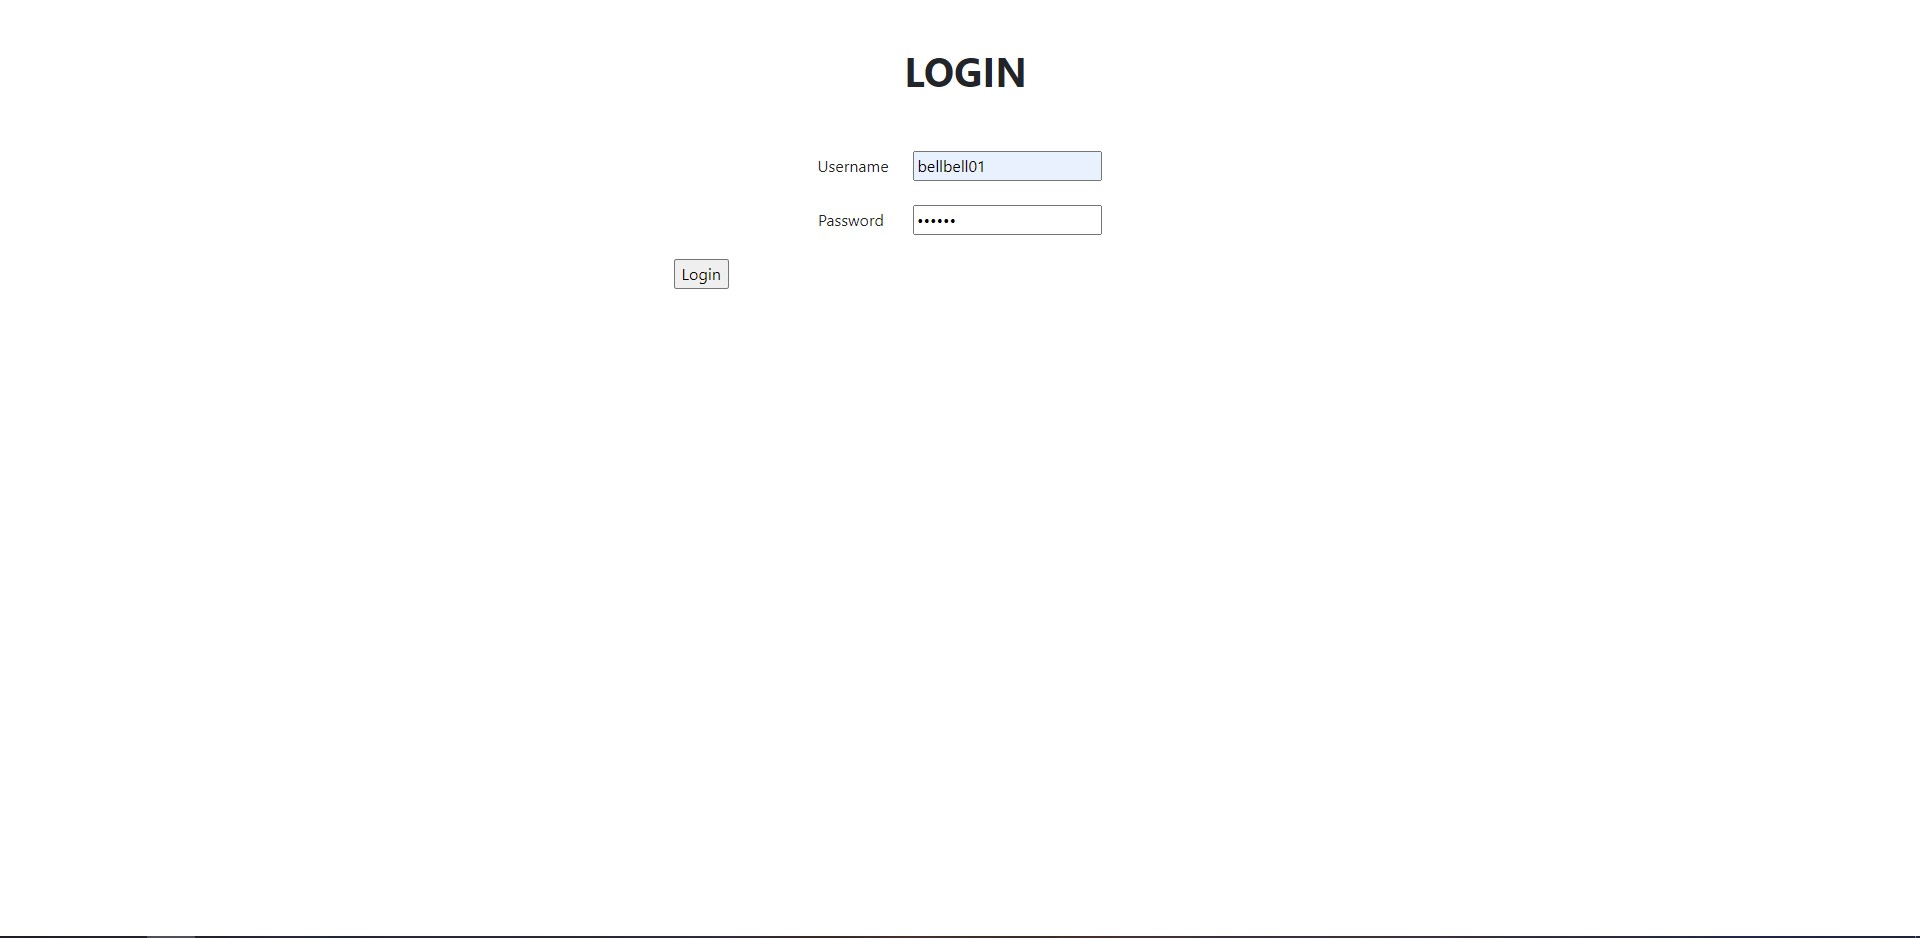 LOGIN
Username bellbell01
Password ••••••
Login